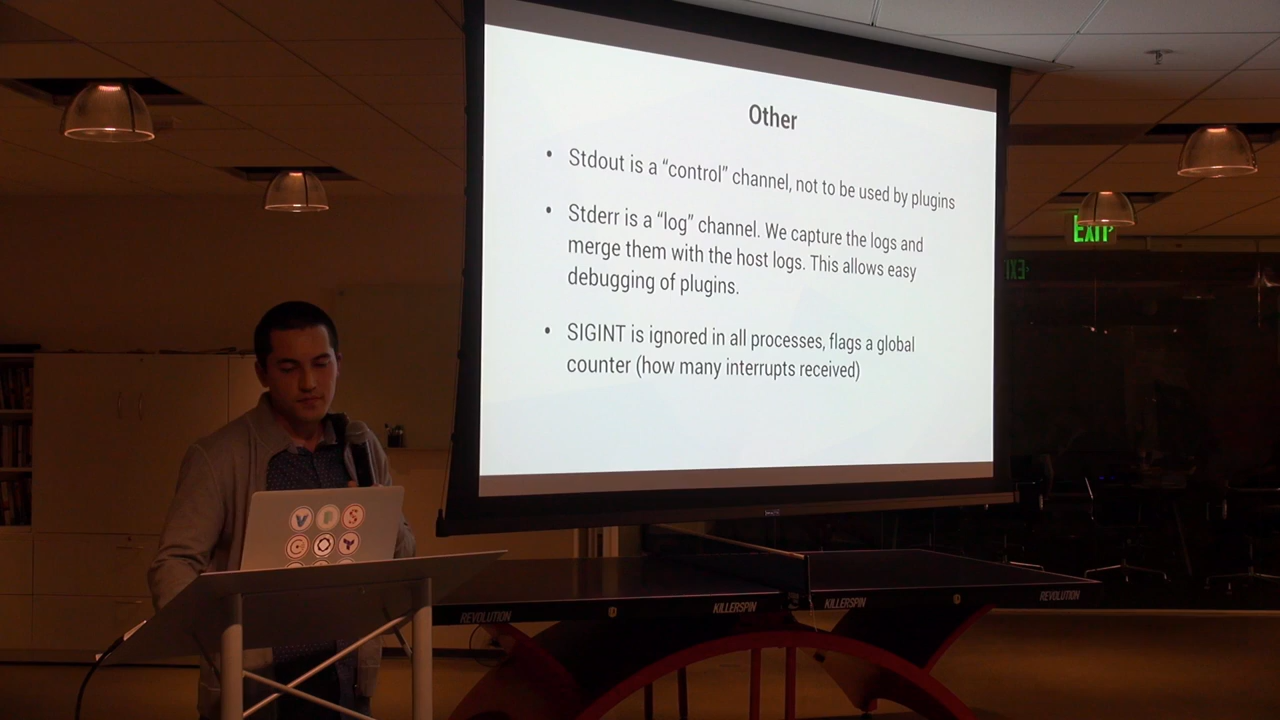 Other
• Stdout is a “control” channel, not to be used by plugins
• Stderr is a “log” channel. We capture the logs and
merge them with the host logs. This allows easy
debugging of plugins.
• SIGINT is ignored in all processes, flags a global
counter (how many interrupts received)
EXIT
EXIT
REVOLUTION
KILLERSPIN
KILLERSPIN
REVOLUTION